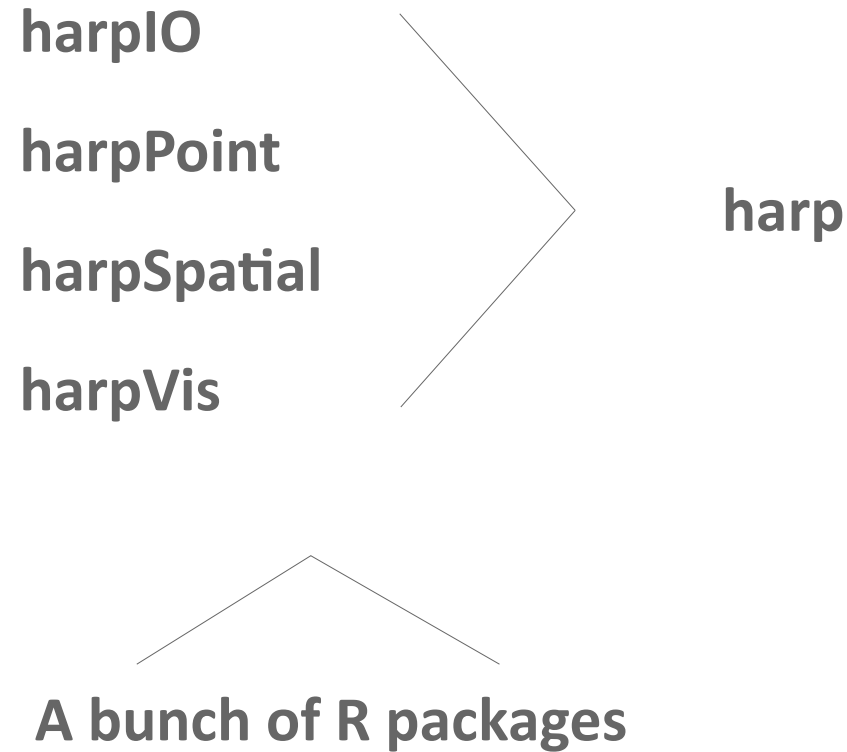 harpIO
harpPoint
harpSpatial
harpVis
harp
A bunch of R packages